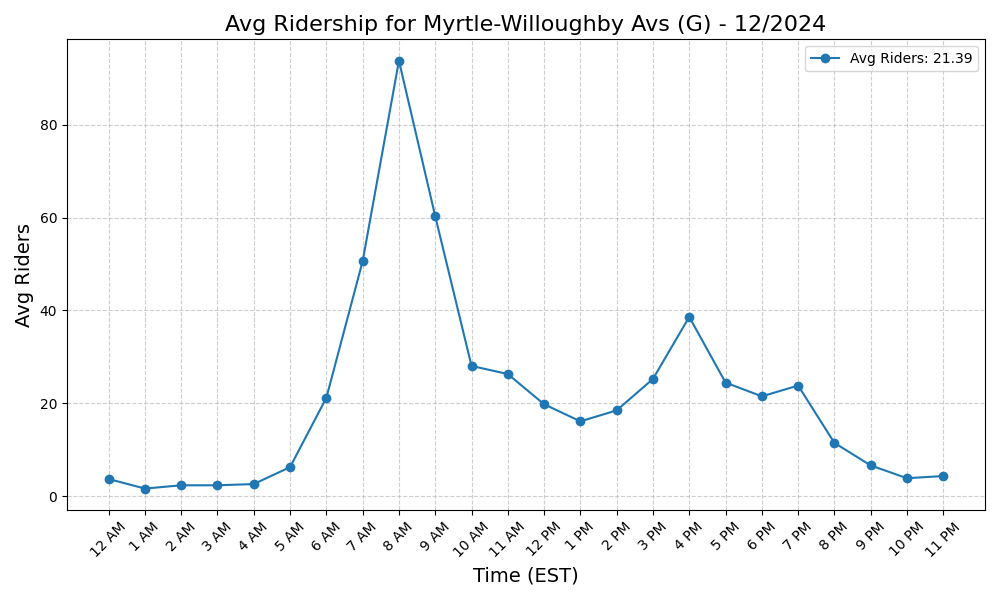 Avg Ridership for Myrtle-Willoughby Avs (G) - 12/2024
Avg Riders: 21.39
Avg Riders
80
60
40
20
0
12 AM
1 AM
2 AM
3 AM
4 AM
5 AM
6 AM
7 AM
8 AM
9 AM
10 AM
11 AM
12 PM
1 PM
2 PM
3 PM
4 PM
5 PM
6 PM
7 PM
8 PM
9 PM
10 PM
11 PM
Time (EST)